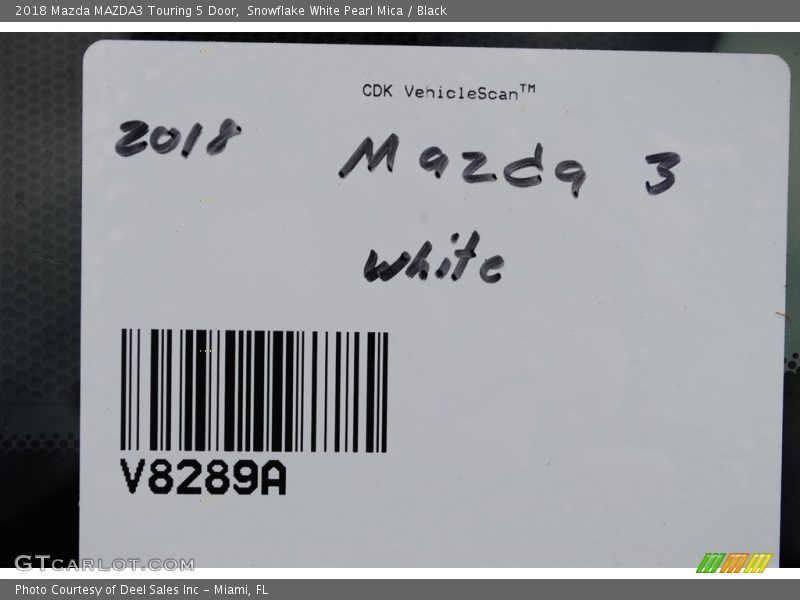 2018 Mazda MAZDA3 Touring 5 Door, Snowflake White Pearl Mica / Black
CDK VehicleScan™
2018 Mazda 3
white
V8289A
GTCARLOT.COM
Photo Courtesy of Deel Sales Inc – Miami, FL